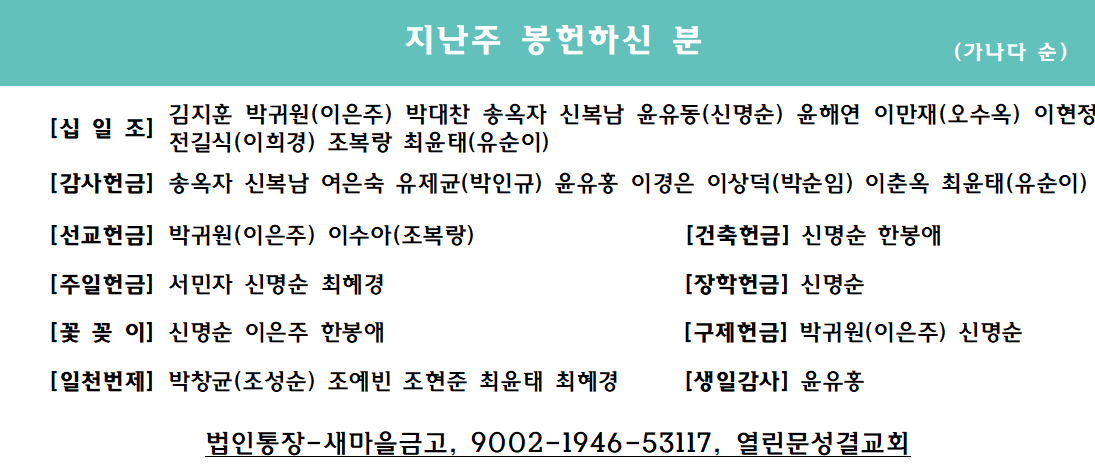 지난주 봉헌하신 분
(가나다 순)
[십 일 조] 김지훈 박귀원(이은주) 박대찬 송옥자 신복남 윤유동(신명순) 윤해연 이만재(오수옥) 이현정
전길식(이희경) 조복랑 최윤태(유순이)
[감사헌금] 송옥자 신복남 여은숙 유제균(박인규) 윤유홍 이경은 이상덕(박순임) 이춘옥 최윤태(유순이)
[선교헌금] 박귀원(이은주) 이수아(조복랑) [건축헌금] 신명순 한봉애
[주일헌금] 서민자 신명순 최혜경 [장학헌금] 신명순
[꽃 꽂 이] 신명순 이은주 한봉애 [구제헌금] 박귀원(이은주) 신명순
[일천번제] 박창균(조성순) 조예빈 조현준 최윤태 최혜경 [생일감사] 윤유홍
법인통장-새마을금고, 9002-1946-53117, 열린문성결교회